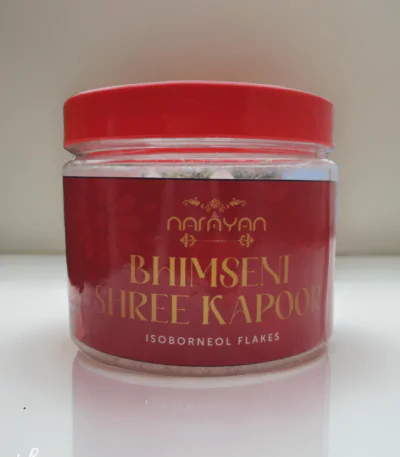 narayan
BHIMSENI
SHREE KAPOOR
ISOBORNEOL FLAKES